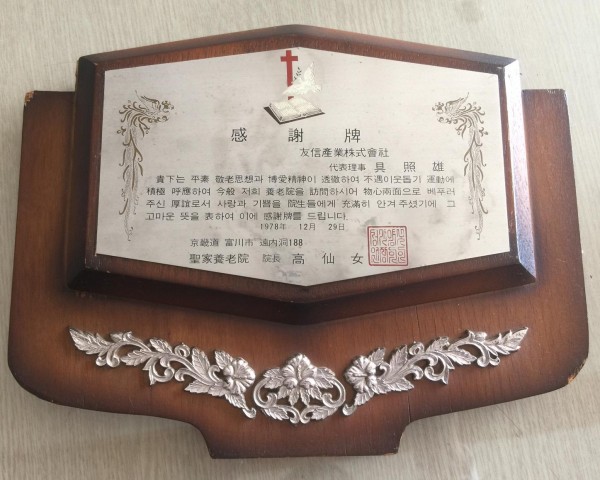 感謝牌
友信產業株式會社
代表理事 具照雄
貴下는 平素 敬老思想과 博愛精神이 透徹하여 不遇이웃돕기 運動에
積極 呼應하여 今般 저희 養老院을 訪問하시어 物心兩面으로 베푸러
주신 厚誼로서 사랑과 기쁨을 院生들에게 充滿히 안겨 주셨기에 그
고마운 뜻을 表하여 이에 感謝牌를 드립니다.
1978年 12月 29日
京畿道 富川市 遠内洞188
聖家養老院 院長 高仙女